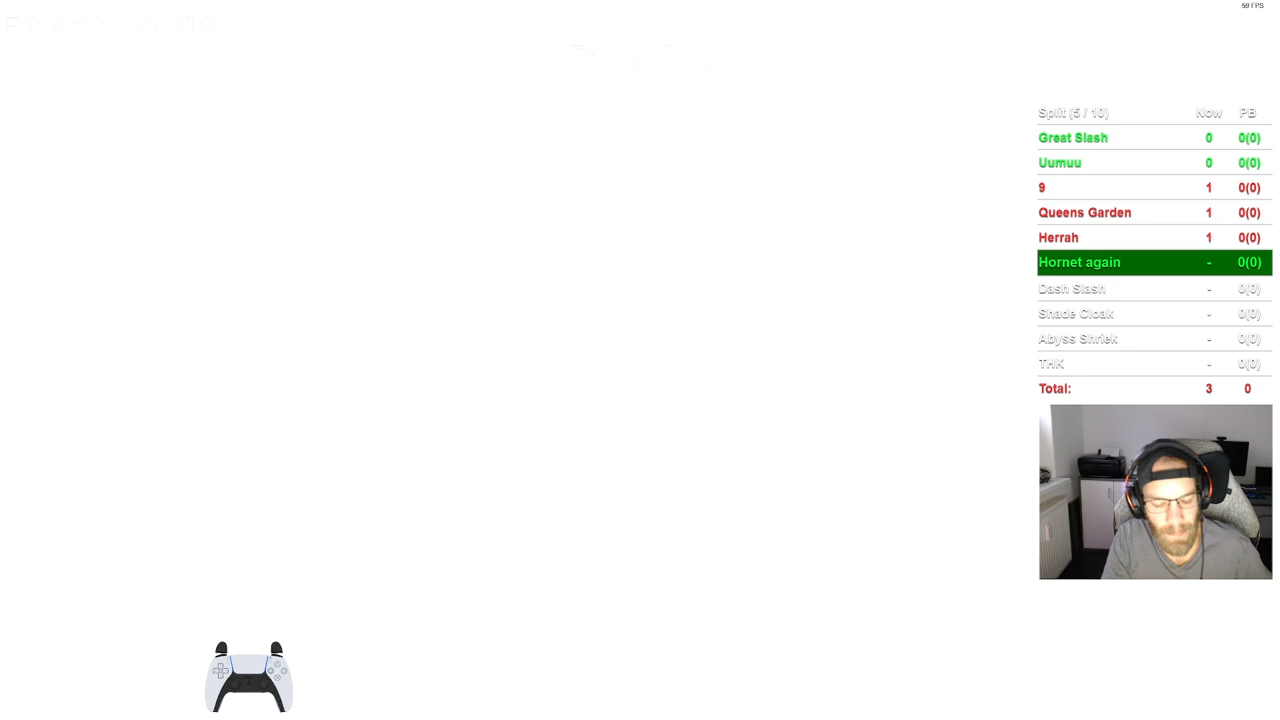 59 FPS
Split (5 / 10) Now PB
Great Slash 0 0(0)
Uumuu 0 0(0)
9 1 0(0)
Queens Garden 1 0(0)
Herrah 1 0(0)
Hornet again - 0(0)
Dash Slash - 0(0)
Shade Cloak - 0(0)
Abyss Shriek - 0(0)
THK - 0(0)
Total: 3 0